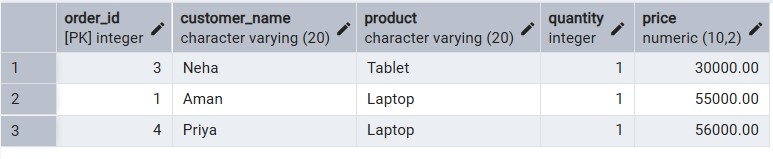 order_id customer_name product quantity price
[PK] integer character varying (20) character varying (20) integer numeric (10,2)
1 3 Neha Tablet 1 30000.00
2 1 Aman Laptop 1 55000.00
3 4 Priya Laptop 1 56000.00